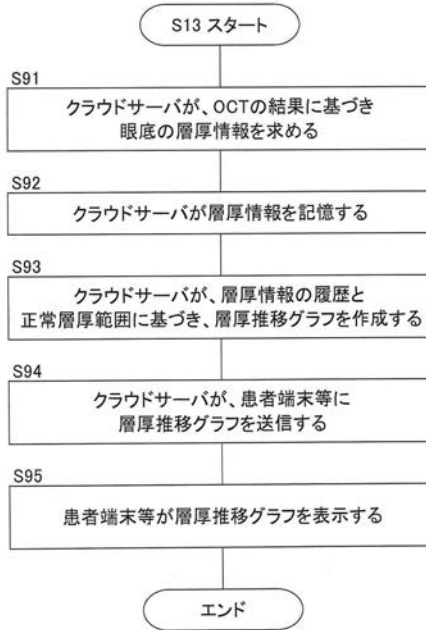 S13 スタート
S91
クラウドサーバが、OCTの結果に基づき
眼底の層厚情報を求める
S92
クラウドサーバが層厚情報を記憶する
S93
クラウドサーバが、層厚情報の履歴と
正常層厚範囲に基づき、層厚推移グラフを作成する
S94
クラウドサーバが、患者端末等に
層厚推移グラフを送信する
S95
患者端末等が層厚推移グラフを表示する
エンド